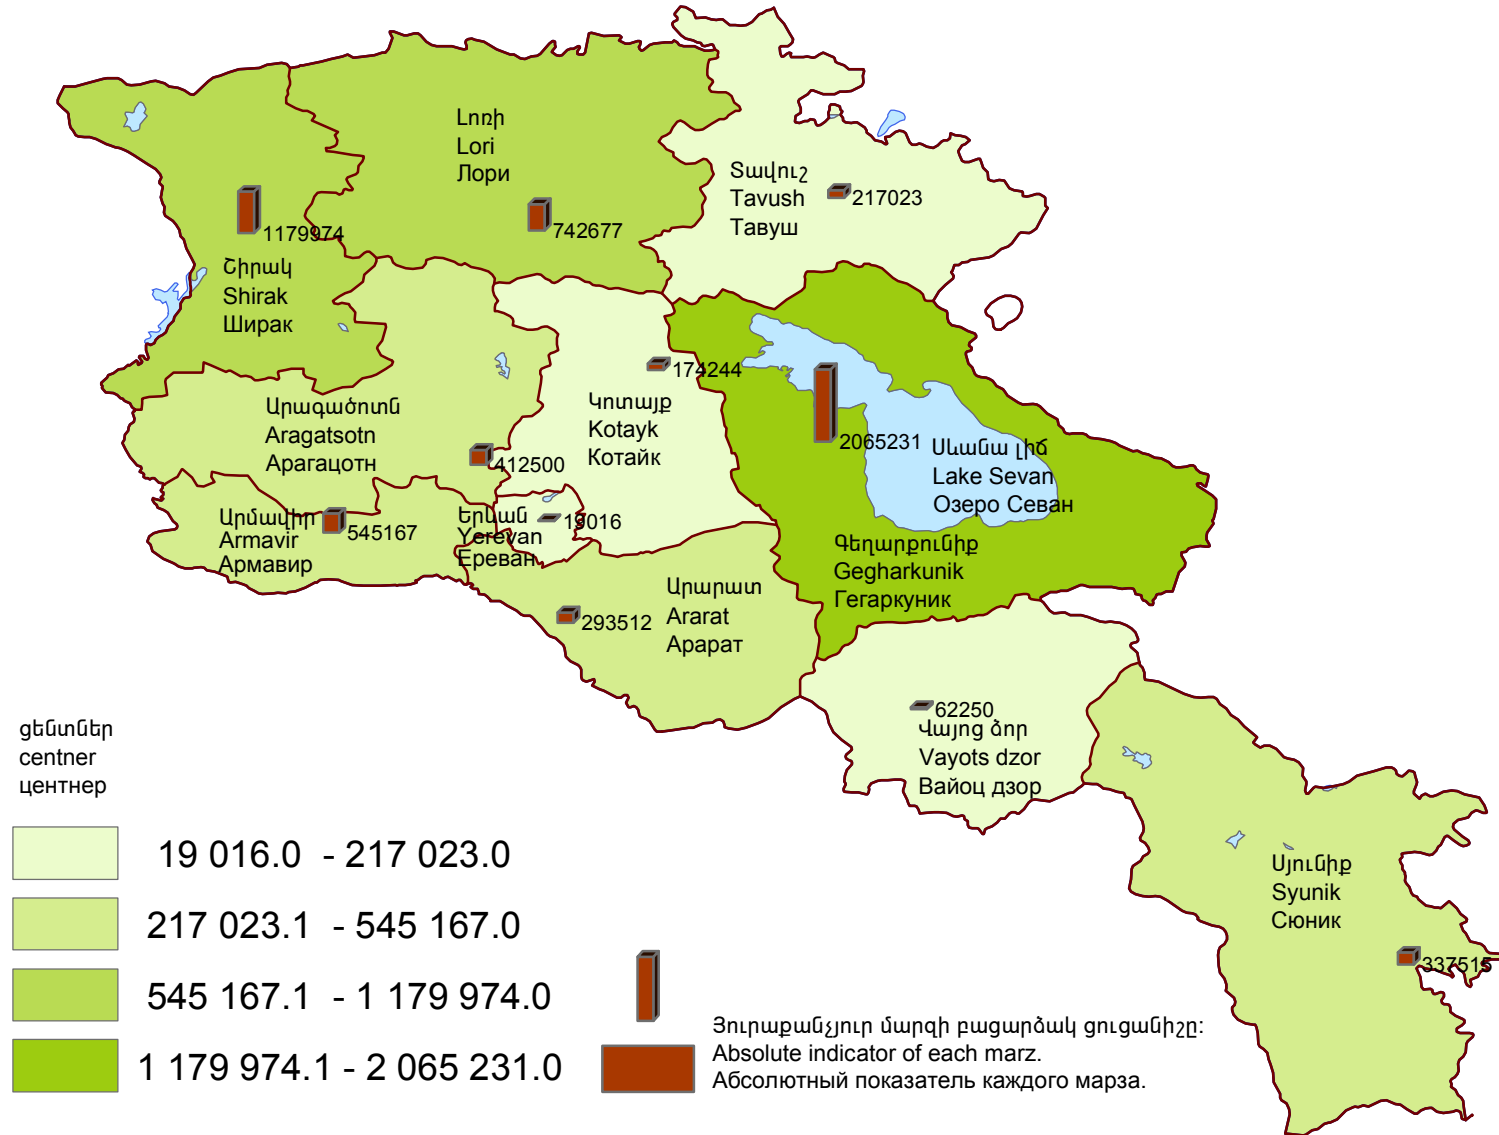 Լոռի
Lori
Лори
742677
Տավուշ
Tavush
Тавуш
217023
1179974
Շիրակ
Shirak
Ширак
174244
Կոտայք
Kotayk
Котайк
Արագածոտն
Aragatsotn
Арагацотн
412500
2065231
Սևանա լիճ
Lake Sevan
Озеро Севан
Արմավիր
Armavir
Армавир
545167
Երևան
Yerevan
Ереван
19016
Գեղարքունիք
Gegharkunik
Гегаркуник
Արարատ
Ararat
Арарат
293512
62250
Վայոց ձոր
Vayots dzor
Вайоц дзор
Սյունիք
Syunik
Сюник
337515
ցենտներ
centner
центнер
19 016.0 - 217 023.0
217 023.1 - 545 167.0
545 167.1 - 1 179 974.0
1 179 974.1 - 2 065 231.0
Յուրաքանչյուր մարզի բացարձակ ցուցանիշը:
Absolute indicator of each marz.
Абсолютный показатель каждого марза.